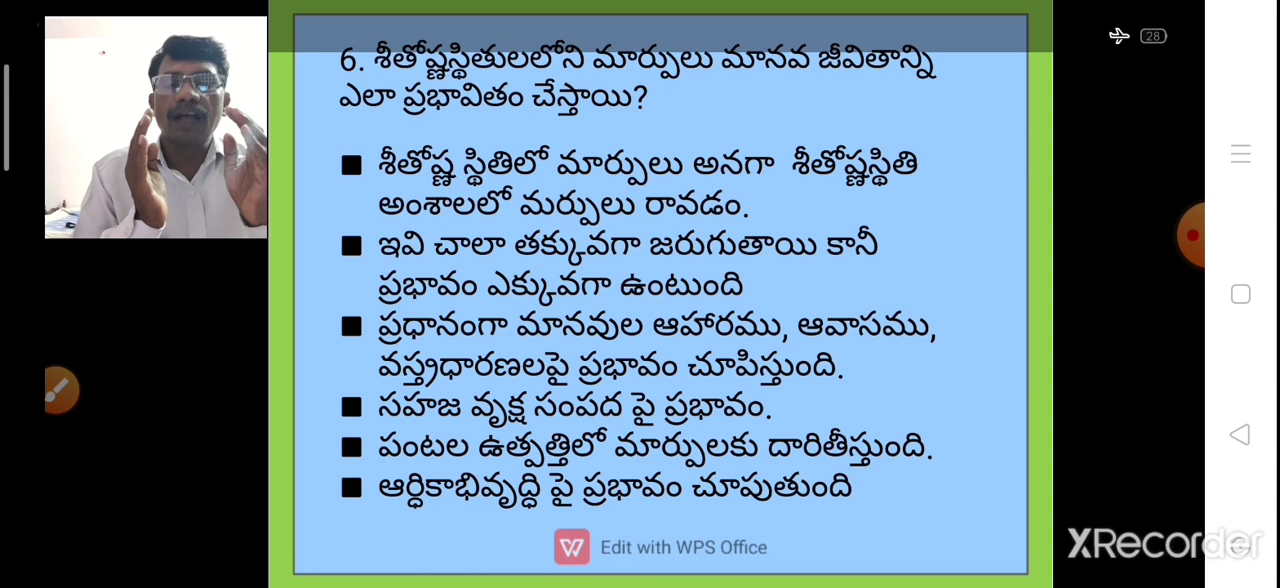 6. శీతోష్ణస్థితులలోని మార్పులు మానవ జీవితాన్ని
ఎలా ప్రభావితం చేస్తాయి?
■ శీతోష్ణ స్థితిలో మార్పులు అనగా శీతోష్ణస్థితి
అంశాలలో మర్పులు రావడం.
■ ఇవి చాలా తక్కువగా జరుగుతాయి కానీ
ప్రభావం ఎక్కువగా ఉంటుంది
■ ప్రధానంగా మానవుల ఆహారము, ఆవాసము,
వస్త్రధారణలపై ప్రభావం చూపిస్తుంది.
■ సహజ వృక్ష సంపద పై ప్రభావం.
■ పంటల ఉత్పత్తిలో మార్పులకు దారితీస్తుంది.
■ ఆర్ధికాభివృద్ధి పై ప్రభావం చూపుతుంది
Edit with WPS Office
28
XRecorder